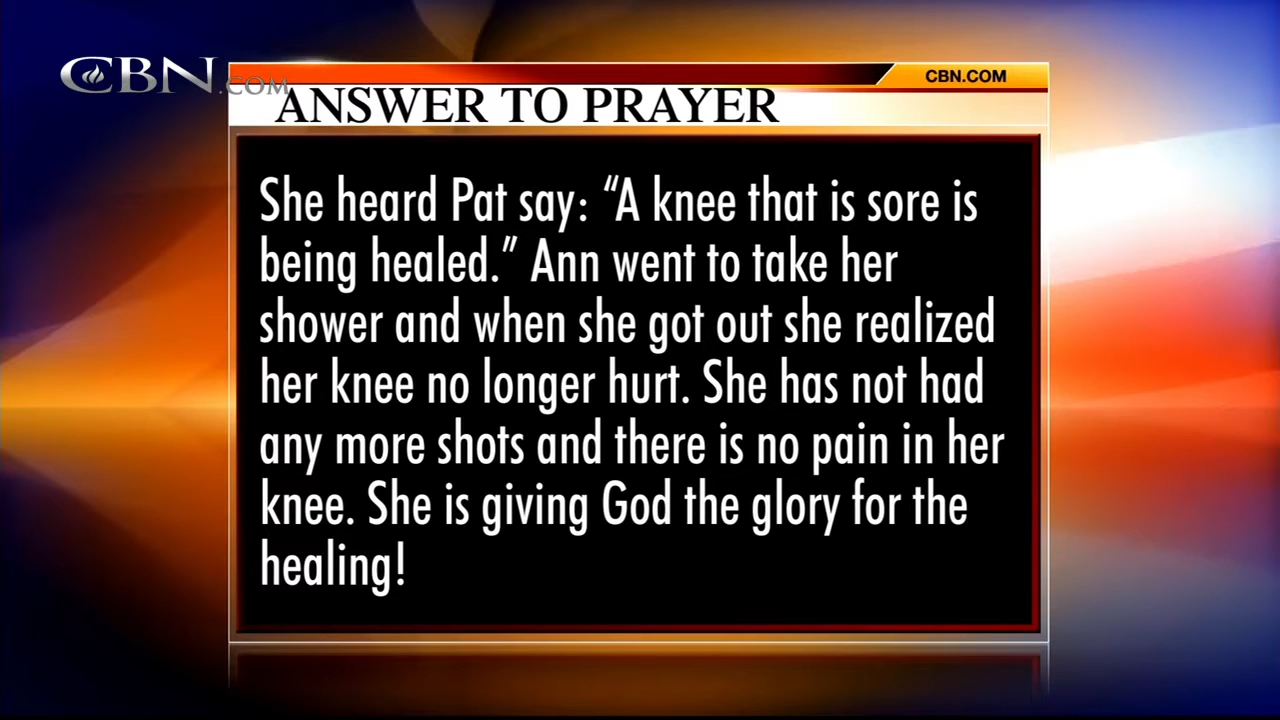 CBN.COM
CBN.COM
ANSWER TO PRAYER
She heard Pat say: “A knee that is sore is
being healed.” Ann went to take her
shower and when she got out she realized
her knee no longer hurt. She has not had
any more shots and there is no pain in her
knee. She is giving God the glory for the
healing!